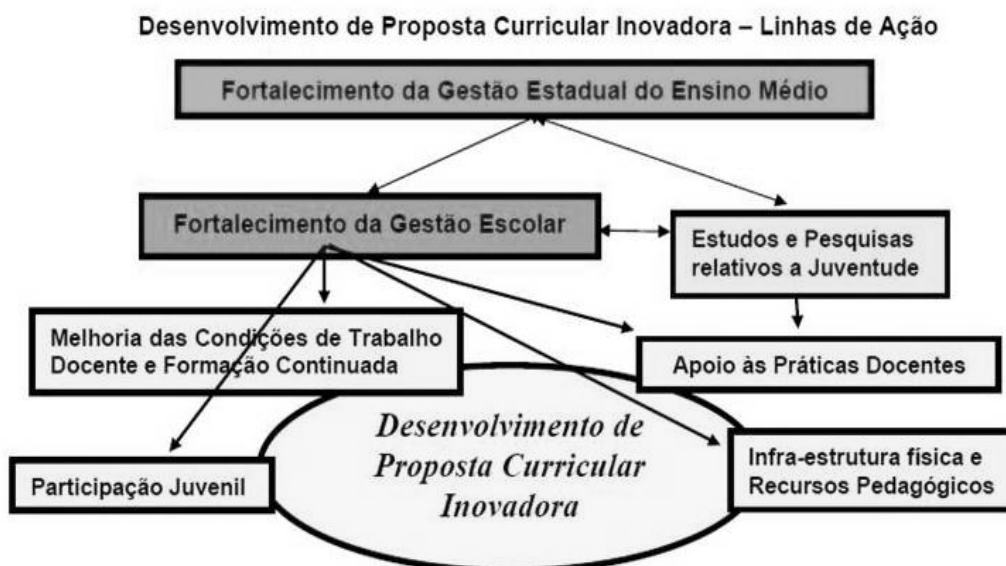 Desenvolvimento de Proposta Curricular Inovadora – Linhas de Ação
Fortalecimento da Gestão Estadual do Ensino Médio
Fortalecimento da Gestão Escolar
Estudos e Pesquisas
relativos a Juventude
Melhoria das Condições de Trabalho
Docente e Formação Continuada
Apoio às Práticas Docentes
Desenvolvimento de
Proposta Curricular
Inovadora
Participação Juvenil
Infra-estrutura física e
Recursos Pedagógicos